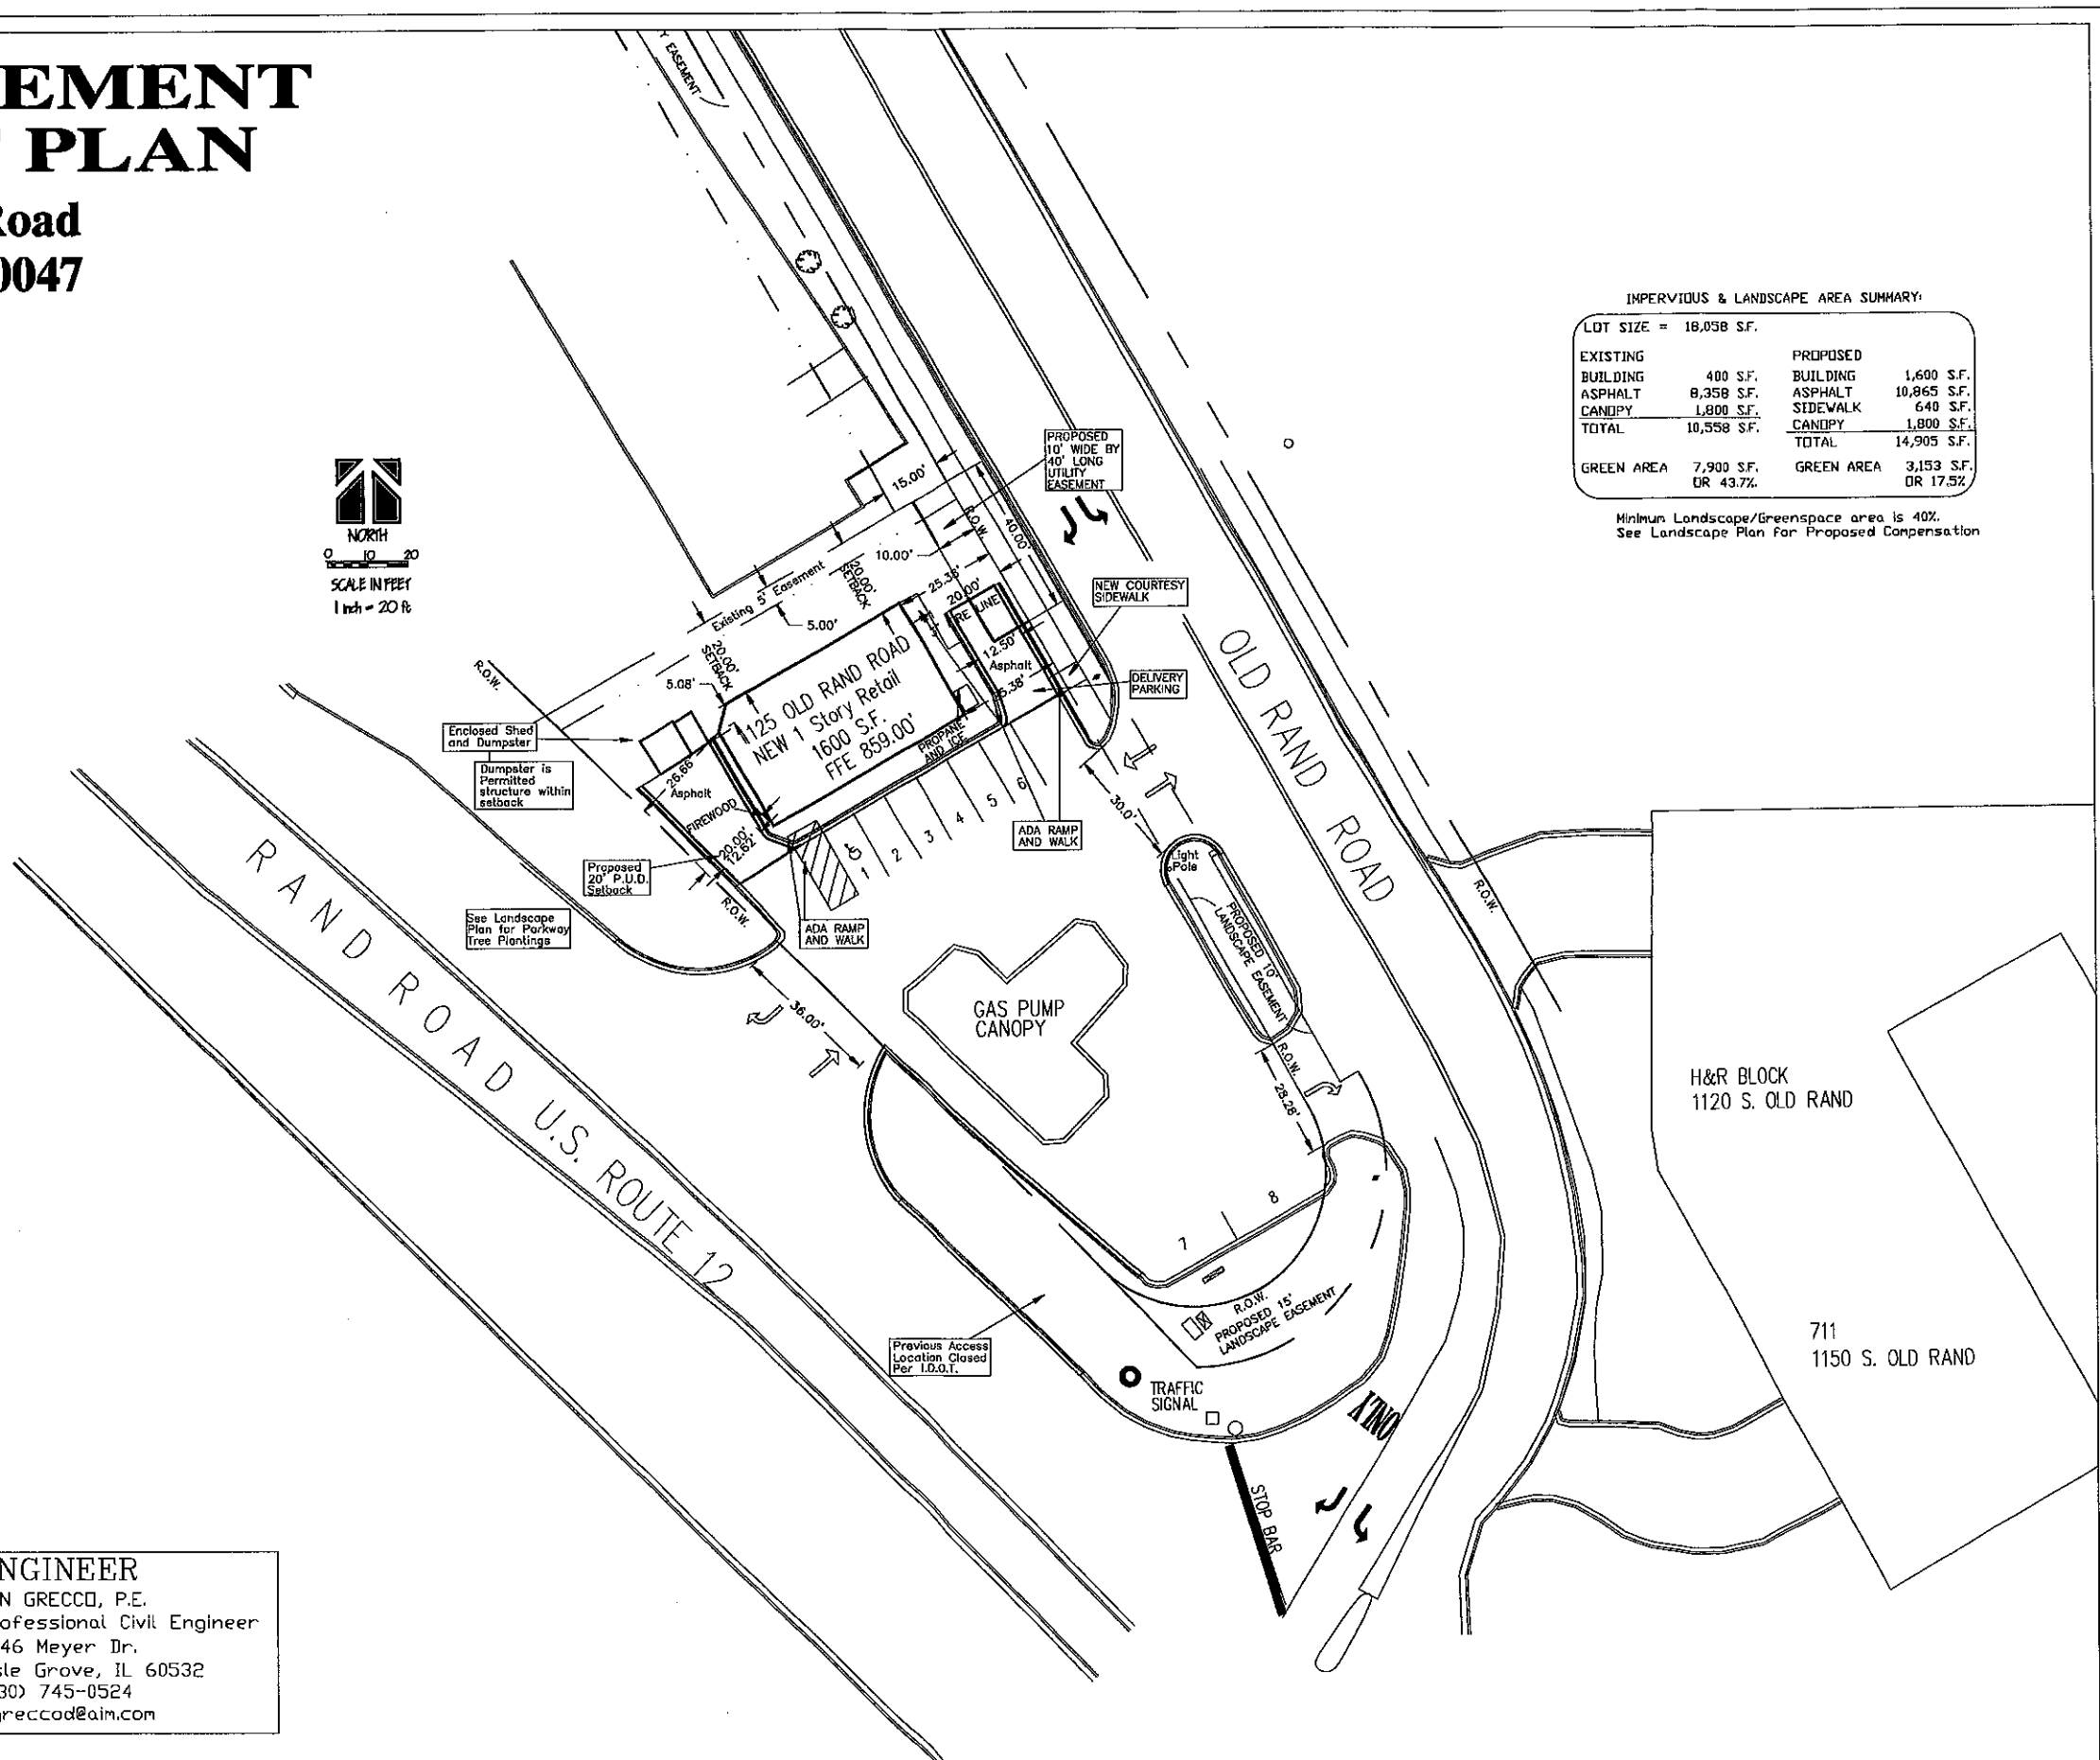 EMENT
PLAN
Road
0047
Y EASEMENT
NORTH
0 10 20
SCALE IN FEET
1 inch = 20 ft
IMPERVIOUS & LANDSCAPE AREA SUMMARY:
LOT SIZE = 18,058 S.F.
EXISTING PROPOSED
BUILDING 400 S.F. BUILDING 1,600 S.F.
ASPHALT 8,358 S.F. ASPHALT 10,865 S.F.
CANOPY 1,800 S.F. SIDEWALK 640 S.F.
TOTAL 10,558 S.F. CANOPY 1,800 S.F.
TOTAL 14,905 S.F.
GREEN AREA 7,900 S.F. GREEN AREA 3,153 S.F.
OR 43.7%. OR 17.5%
Minimum Landscape/Greenspace area is 40%.
See Landscape Plan for Proposed Compensation
PROPOSED
10' WIDE BY
40' LONG
UTILITY
EASEMENT
15.00'
R.O.W.
40.00'
10.00'
20.00'
SETBACK
25.38'
20.00'
Existing 5' Easement
5.00'
NEW COURTESY
SIDEWALK
12.50'
Asphalt
DELIVERY
PARKING
20.00'
SETBACK
5.08'
R.O.W.
1125 OLD RAND ROAD
NEW 1 Story Retail
1600 S.F.
FFE 859.00'
PROPANE
AND ICE
Enclosed Shed
and Dumpster
Dumpster is
Permitted
structure within
setback
26.66'
Asphalt
FIREWOOD
20.00'
12.62'
Proposed
20' P.U.D.
Setback
R.O.W.
See Landscape
Plan for Parkway
Tree Plantings
ADA RAMP
AND WALK
1 2 3 4 5 6
ADA RAMP
AND WALK
30.0'
Light
Pole
PROPOSED 10'
LANDSCAPE EASEMENT
R.O.W.
28.28'
OLD RAND ROAD
R.O.W.
36.00'
GAS PUMP
CANOPY
RAND ROAD U.S. ROUTE 12
7 8
R.O.W.
PROPOSED 15'
LANDSCAPE EASEMENT
Previous Access
Location Closed
Per I.D.O.T.
TRAFFIC
SIGNAL
ONLY
STOP BAR
H&R BLOCK
1120 S. OLD RAND
711
1150 S. OLD RAND
NGINEER
N GRECCO, P.E.
ofessional Civil Engineer
46 Meyer Dr.
sle Grove, IL 60532
30) 745-0524
greccod@aim.com